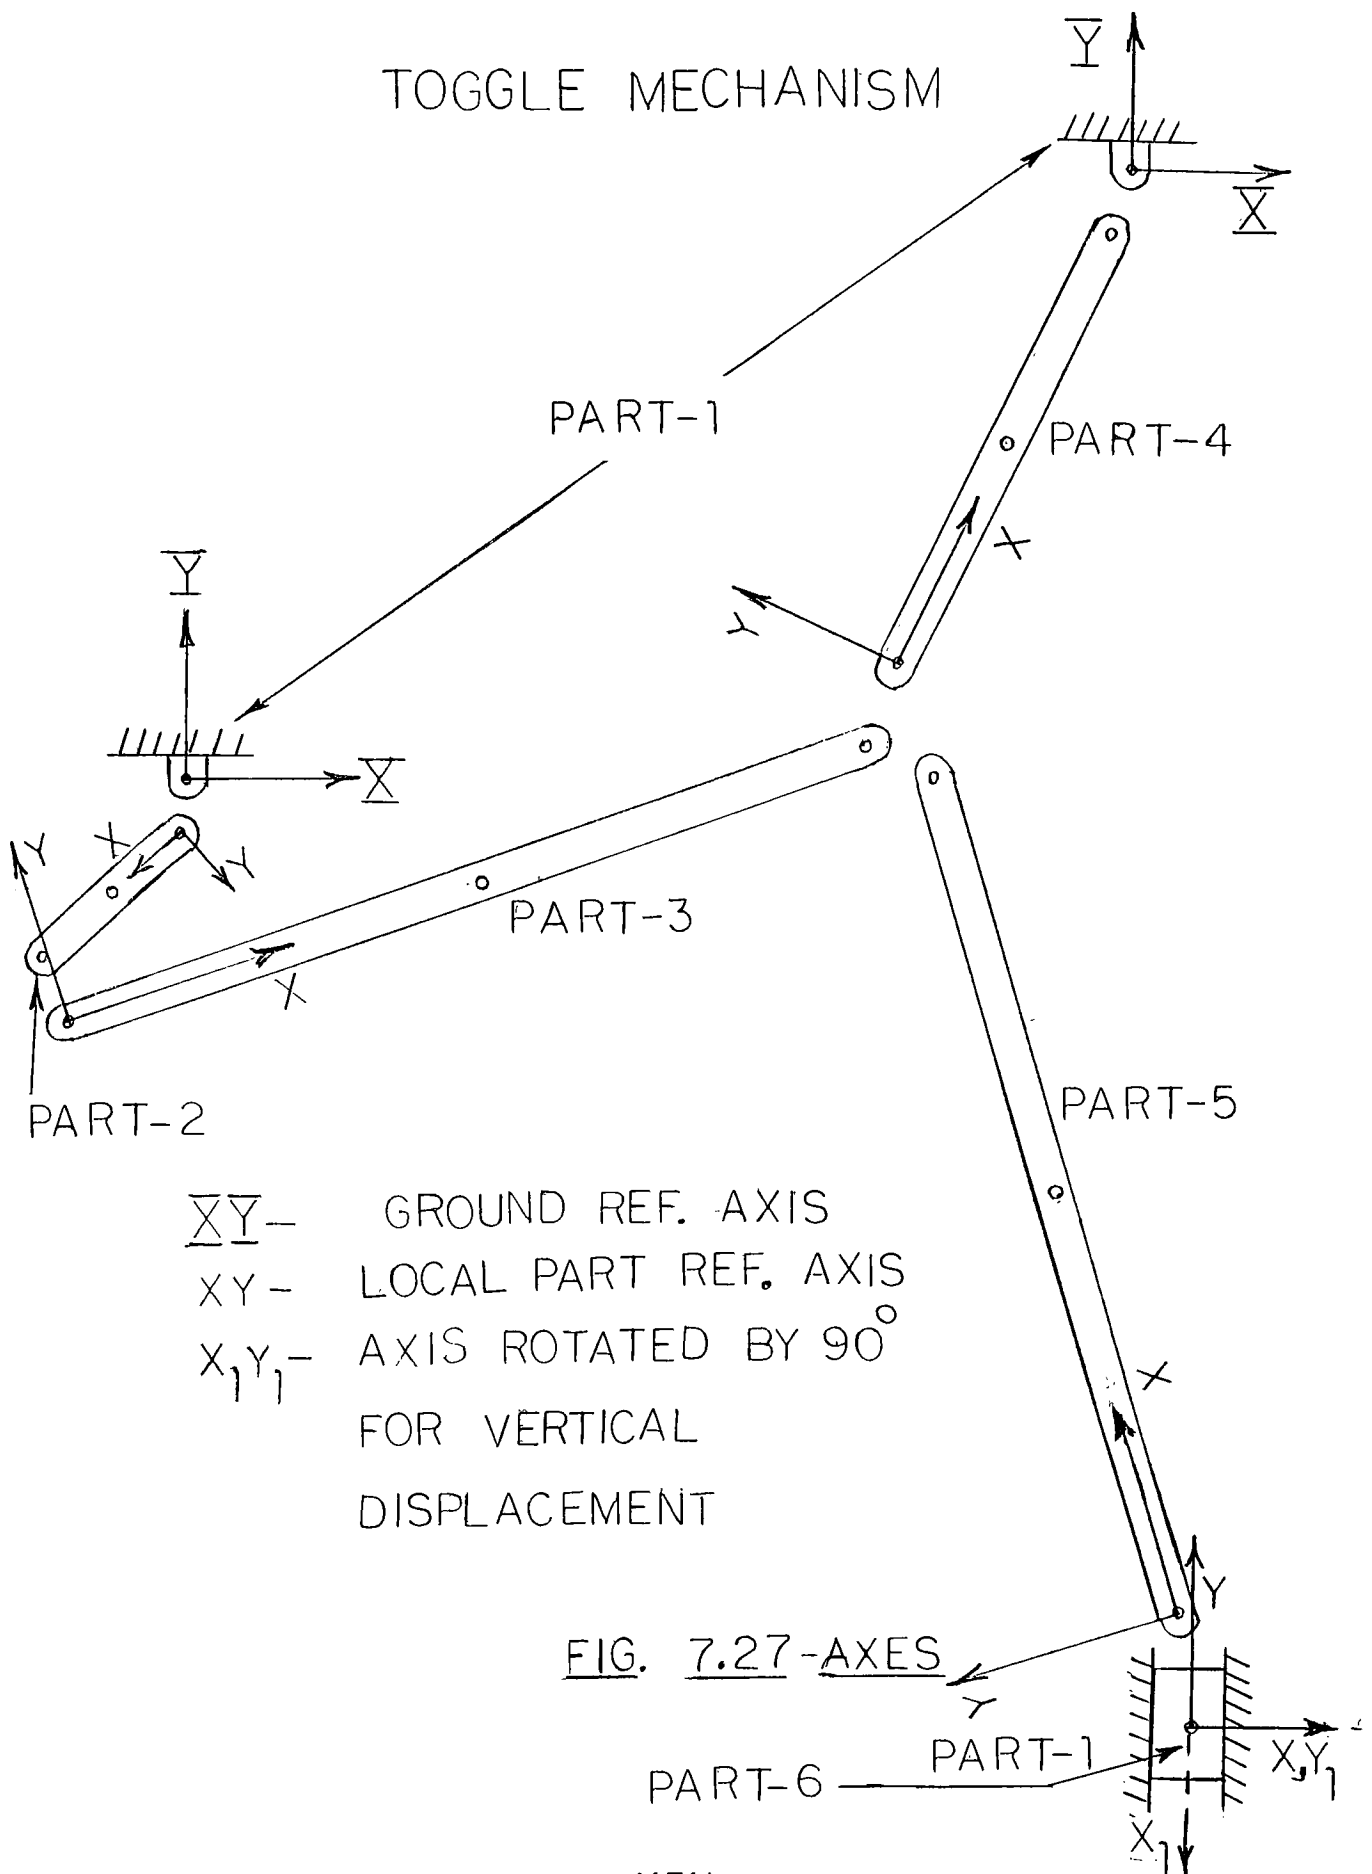 Y
TOGGLE MECHANISM
X
PART-1
PART-4
X
Y
Y
X
X
Y
Y
PART-3
X
PART-5
PART-2
XY- GROUND REF. AXIS
XY- LOCAL PART REF. AXIS
X₁Y₁- AXIS ROTATED BY 90°
FOR VERTICAL
DISPLACEMENT
X
Y
FIG. 7.27-AXES
Y
PART-1
X,Y₁
PART-6
X₁